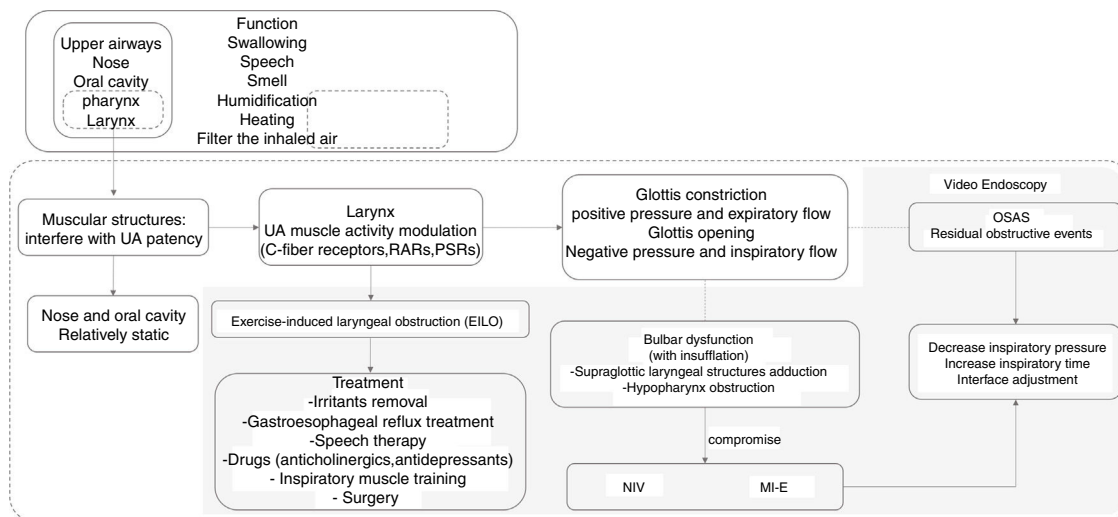 Upper airways
Nose
Oral cavity
pharynx
Larynx
Function
Swallowing
Speech
Smell
Humidification
Heating
Filter the inhaled air
Muscular structures:
interfere with UA patency
Nose and oral cavity
Relatively static
Larynx
UA muscle activity modulation
(C-fiber receptors,RARs,PSRs)
Exercise-induced laryngeal obstruction (EILO)
Treatment
-Irritants removal
-Gastroesophageal reflux treatment
-Speech therapy
-Drugs (anticholinergics,antidepressants)
- Inspiratory muscle training
- Surgery
Glottis constriction
positive pressure and expiratory flow
Glottis opening
Negative pressure and inspiratory flow
Bulbar dysfunction
(with insufflation)
-Supraglottic laryngeal structures adduction
-Hypopharynx obstruction
compromise
NIV MI-E
Video Endoscopy
OSAS
Residual obstructive events
Decrease inspiratory pressure
Increase inspiratory time
Interface adjustment